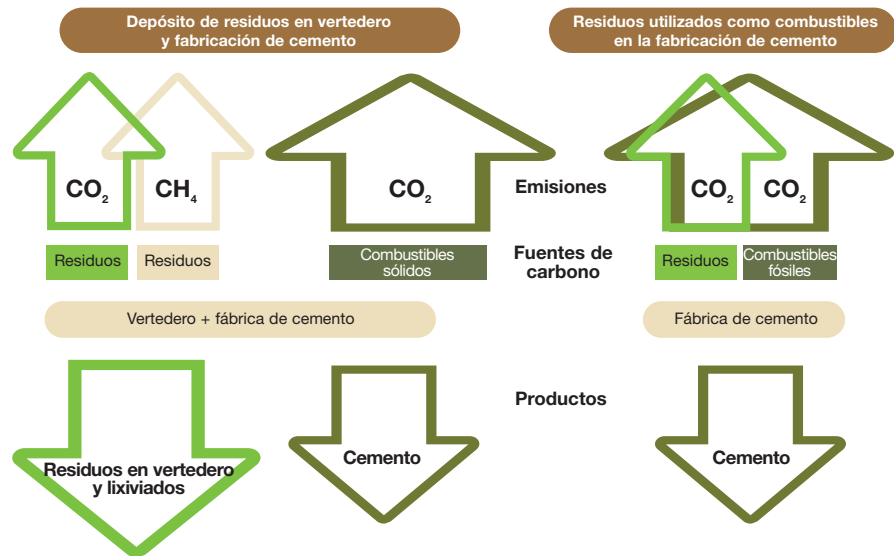 Depósito de residuos en vertedero
y fabricación de cemento
Residuos utilizados como combustibles
en la fabricación de cemento
CO₂
CH₄
CO₂
Emisiones
CO₂
CO₂
Residuos
Residuos
Combustibles
sólidos
Fuentes de
carbono
Residuos
Combustibles
fósiles
Vertedero + fábrica de cemento
Fábrica de cemento
Productos
Residuos en vertedero
y lixiviados
Cemento
Cemento